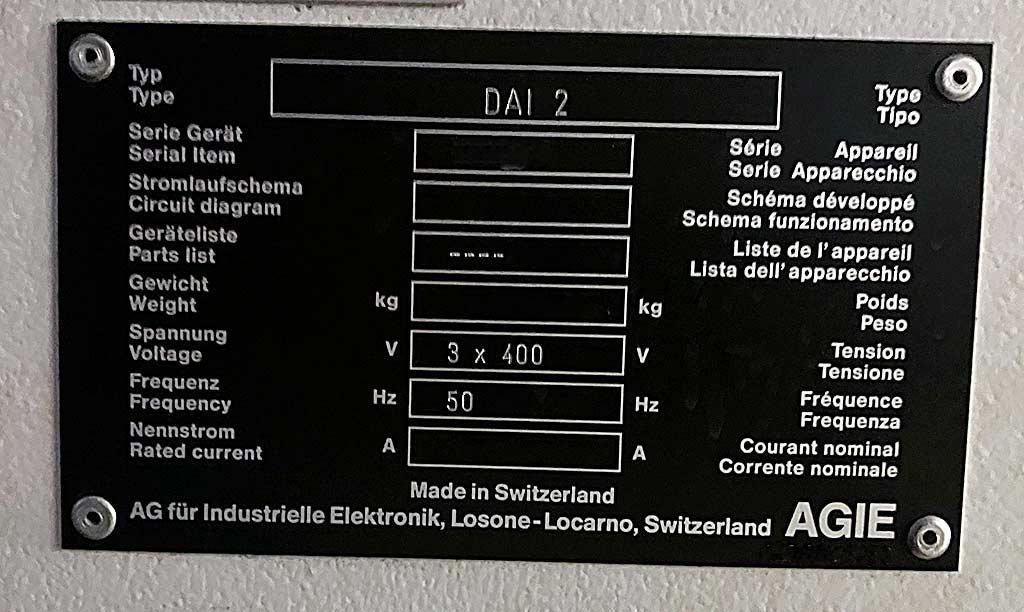 Typ
Type
DAI 2
Type
Tipo
Serie Gerät
Serial Item
Série Appareil
Serie Apparecchio
Stromlaufschema
Circuit diagram
Schéma développé
Schema funzionamento
Geräteliste
Parts list
----
Liste de l'appareil
Lista dell'apparecchio
Gewicht
Weight
kg
kg
Poids
Peso
Spannung
Voltage
V
3 x 400
V
Tension
Tensione
Frequenz
Frequency
Hz
50
Hz
Fréquence
Frequenza
Nennstrom
Rated current
A
A
Courant nominal
Corrente nominale
Made in Switzerland
AG für Industrielle Elektronik, Losone-Locarno, Switzerland AGIE